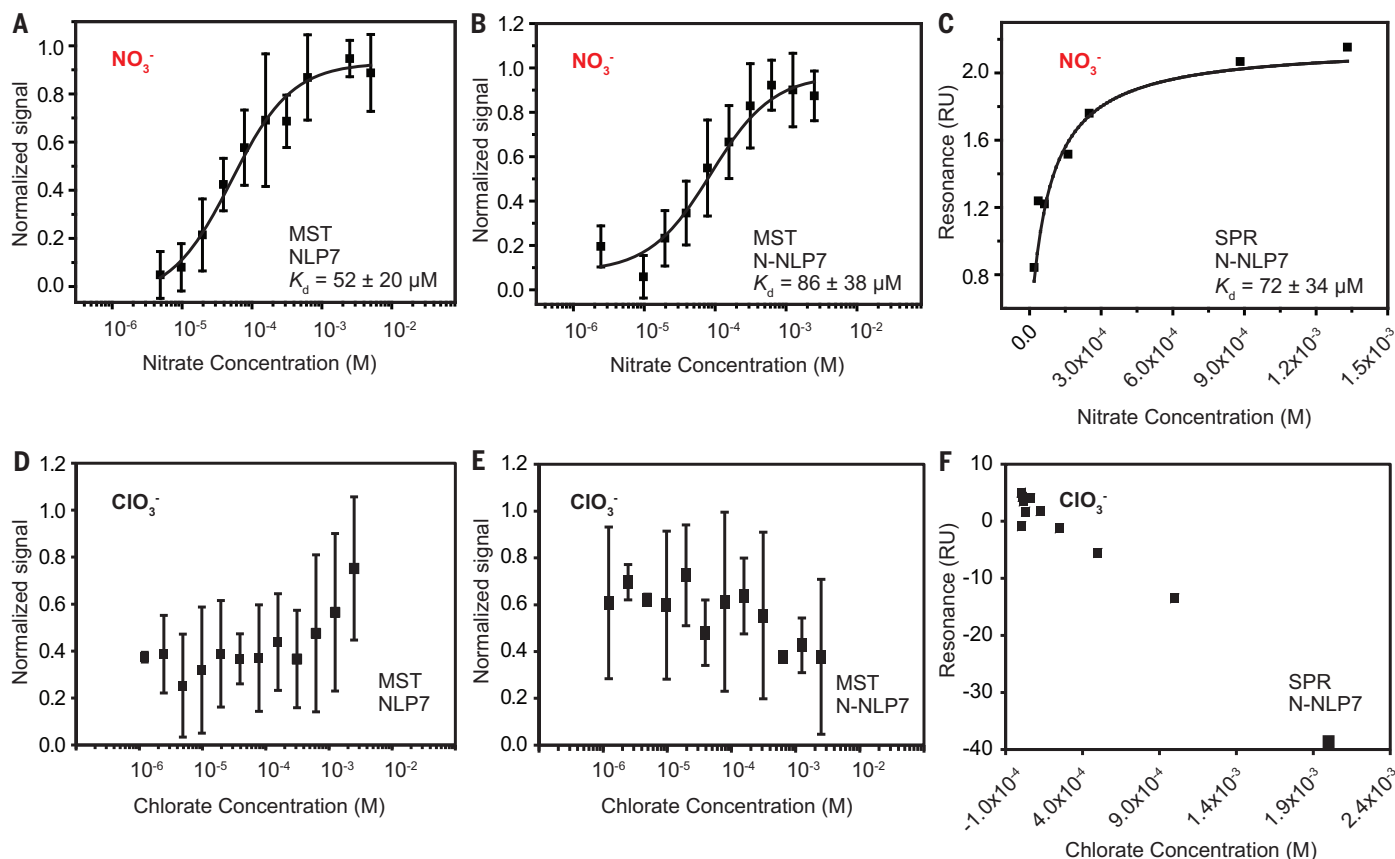 A
NO₃⁻
Normalized signal
1.0
0.8
0.6
0.4
0.2
0.0
MST
NLP7
Kd = 52 ± 20 µM
10⁻⁶ 10⁻⁵ 10⁻⁴ 10⁻³ 10⁻²
Nitrate Concentration (M)
B
NO₃⁻
Normalized signal
1.2
1.0
0.8
0.6
0.4
0.2
0.0
MST
N-NLP7
Kd = 86 ± 38 µM
10⁻⁶ 10⁻⁵ 10⁻⁴ 10⁻³ 10⁻²
Nitrate Concentration (M)
C
NO₃⁻
Resonance (RU)
2.0
1.6
1.2
0.8
SPR
N-NLP7
Kd = 72 ± 34 µM
0.0 3.0x10⁻⁴ 6.0x10⁻⁴ 9.0x10⁻⁴ 1.2x10⁻³ 1.5x10⁻³
Nitrate Concentration (M)
D
ClO₃⁻
Normalized signal
1.2
1.0
0.8
0.6
0.4
0.2
0.0
MST
NLP7
10⁻⁶ 10⁻⁵ 10⁻⁴ 10⁻³ 10⁻²
Chlorate Concentration (M)
E
ClO₃⁻
Normalized signal
1.2
1.0
0.8
0.6
0.4
0.2
0.0
MST
N-NLP7
10⁻⁶ 10⁻⁵ 10⁻⁴ 10⁻³ 10⁻²
Chlorate Concentration (M)
F
ClO₃⁻
Resonance (RU)
10
0
-10
-20
-30
-40
SPR
N-NLP7
-1.0x10⁻⁴ 4.0x10⁻⁴ 9.0x10⁻⁴ 1.4x10⁻³ 1.9x10⁻³ 2.4x10⁻³
Chlorate Concentration (M)